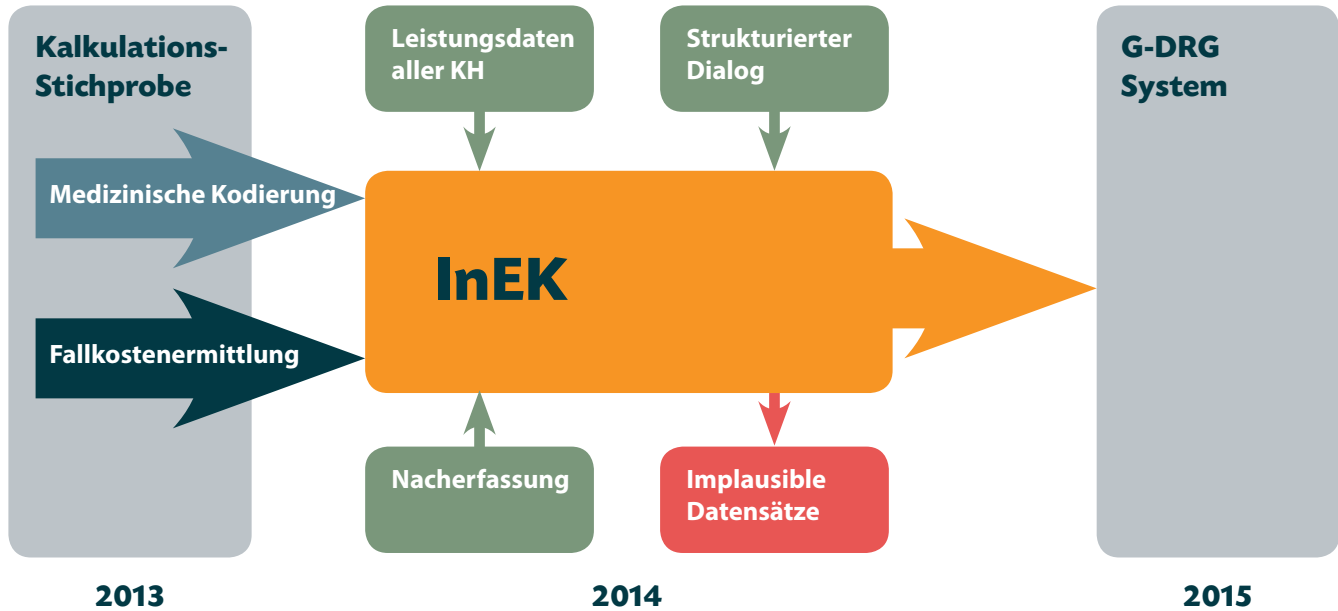 Kalkulations-
Stichprobe
Medizinische Kodierung
Fallkostenermittlung
Leistungsdaten
aller KH
Strukturierter
Dialog
InEK
Nacherfassung
Implausible
Datensätze
G-DRG
System
2013
2014
2015